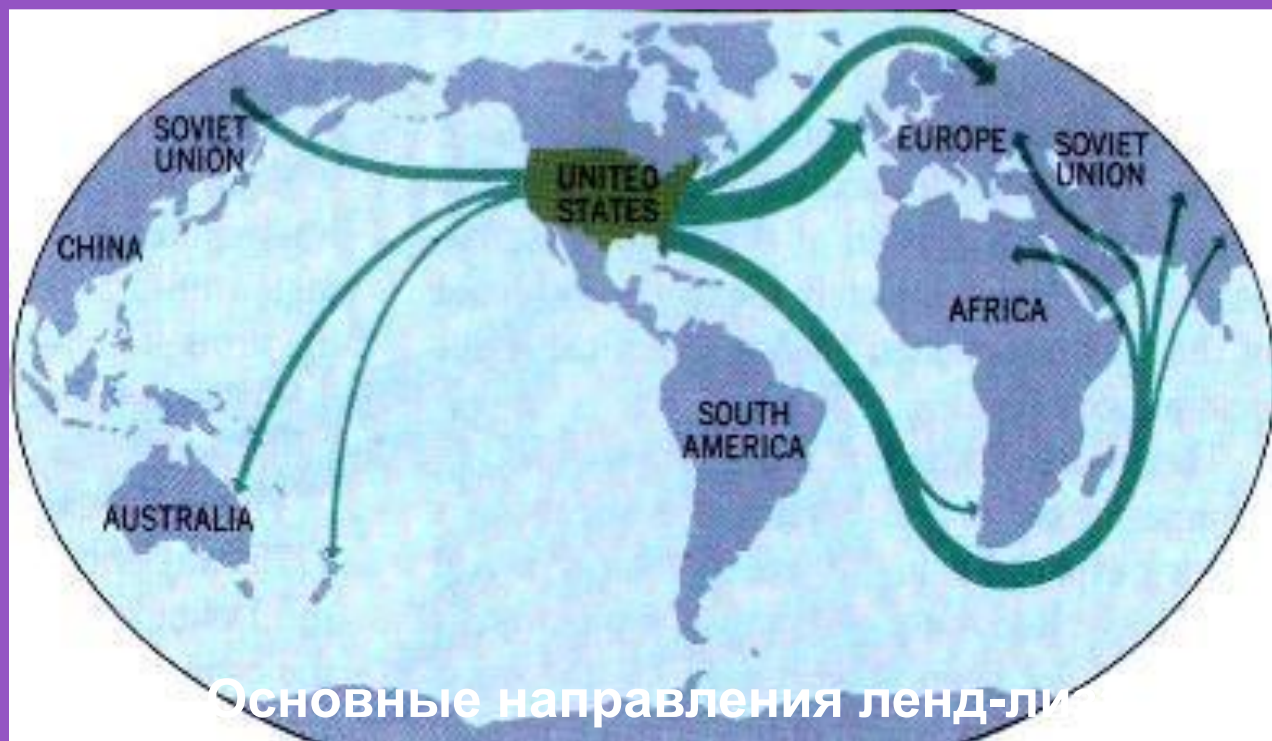 SOVIET
UNION
UNITED
STATES
EUROPE
SOVIET
UNION
CHINA
AFRICA
SOUTH
AMERICA
AUSTRALIA
Основные направления ленд-ли